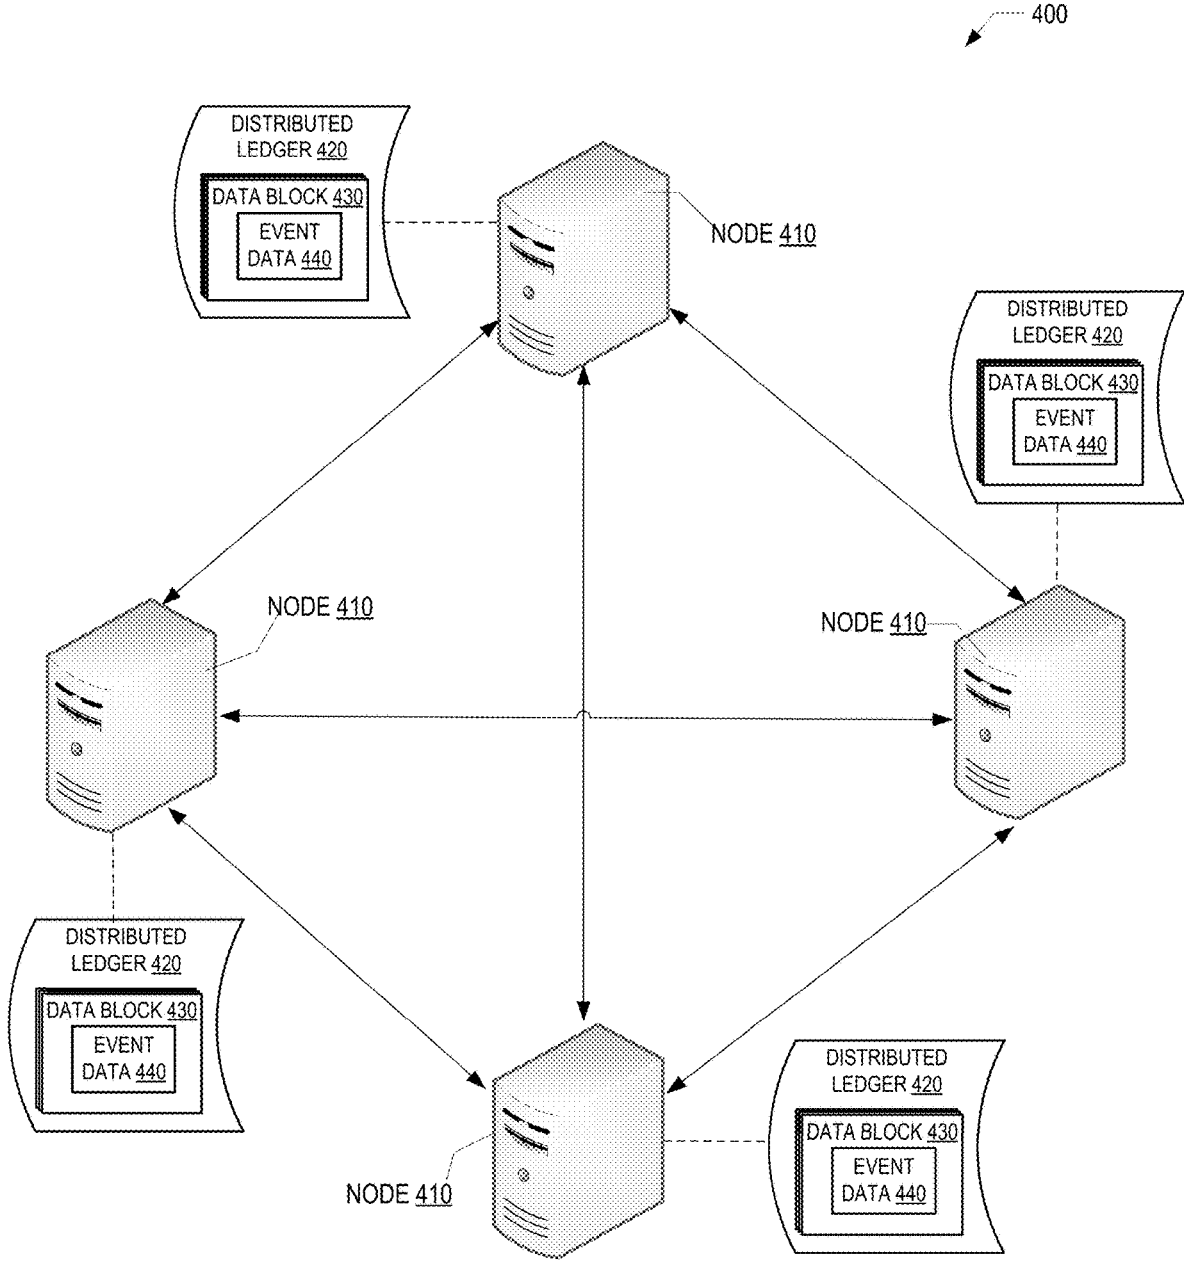 400
DISTRIBUTED
LEDGER 420
DATA BLOCK 430
EVENT
DATA 440
NODE 410
DISTRIBUTED
LEDGER 420
DATA BLOCK 430
EVENT
DATA 440
NODE 410
NODE 410
DISTRIBUTED
LEDGER 420
DATA BLOCK 430
EVENT
DATA 440
DISTRIBUTED
LEDGER 420
DATA BLOCK 430
EVENT
DATA 440
NODE 410